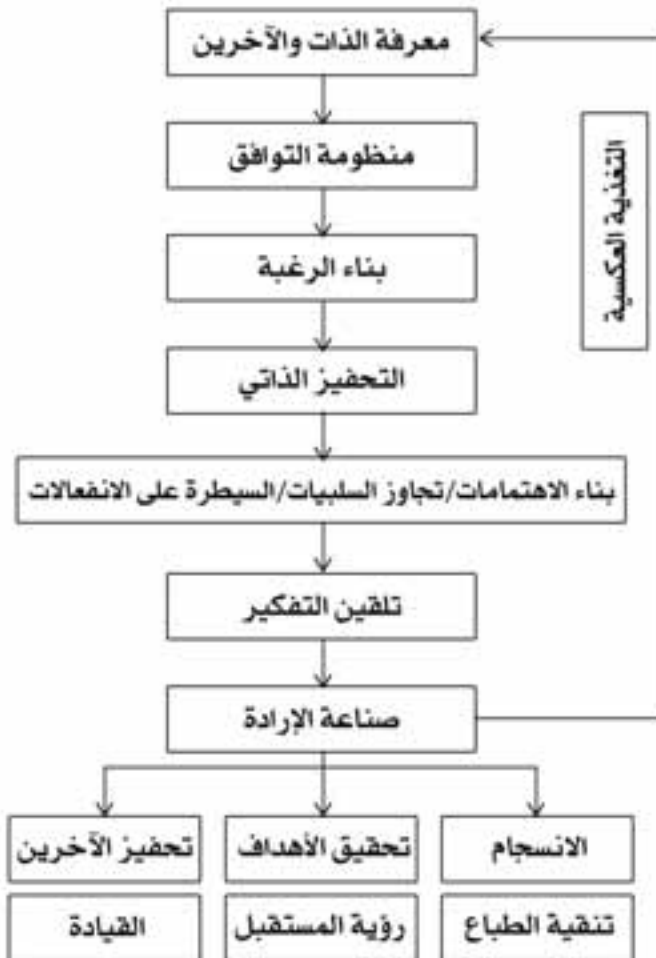 معرفة الذات والآخرين
منظومة التوافق
التغذية العكسية
بناء الرغبة
التحفيز الذاتي
بناء الاهتمامات/تجاوز السلبيات/السيطرة على الانفعالات
تلقين التفكير
صناعة الإرادة
الانسجام
تحقيق الأهداف
تحفيز الآخرين
تنقية الطباع
رؤية المستقبل
القيادة